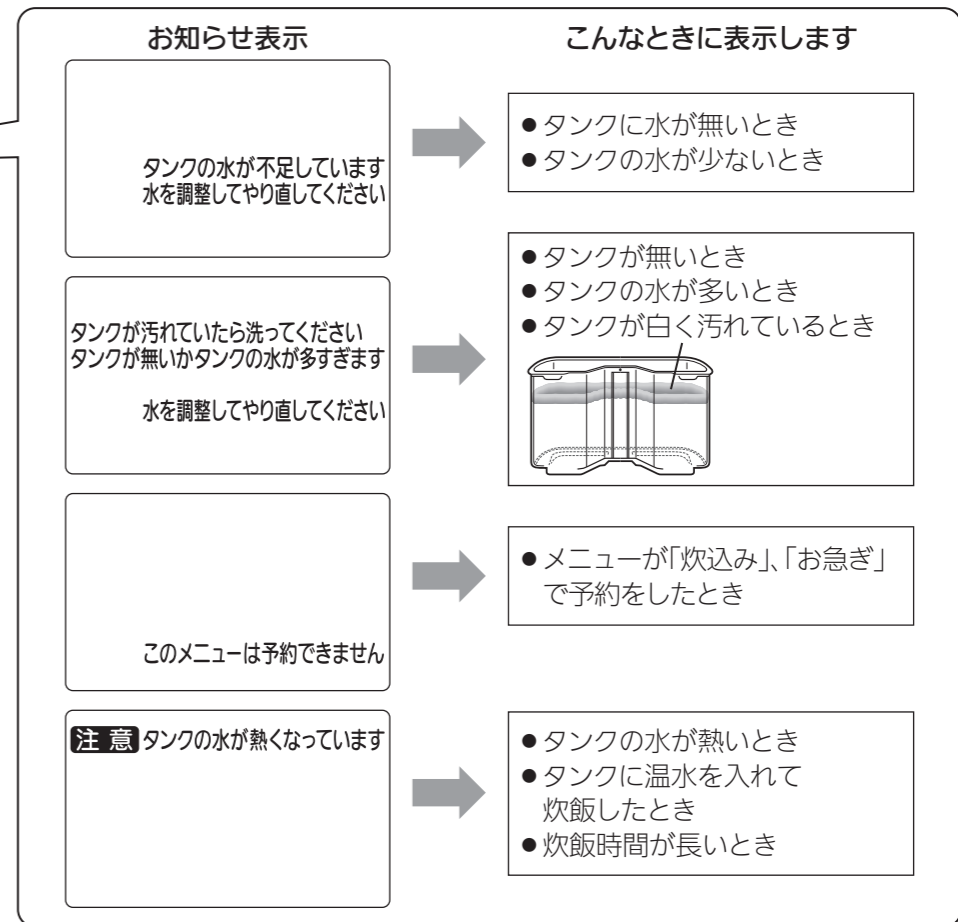 お知らせ表示
こんなときに表示します
タンクの水が不足しています
水を調整してやり直してください
●タンクに水が無いとき
●タンクの水が少ないとき
タンクが汚れていたら洗ってください
タンクが無いかタンクの水が多すぎます
水を調整してやり直してください
●タンクが無いとき
●タンクの水が多いとき
●タンクが白く汚れているとき
このメニューは予約できません
●メニューが「炊込み」、「お急ぎ」
で予約をしたとき
注 意 タンクの水が熱くなっています
●タンクの水が熱いとき
●タンクに温水を入れて
炊飯したとき
●炊飯時間が長いとき